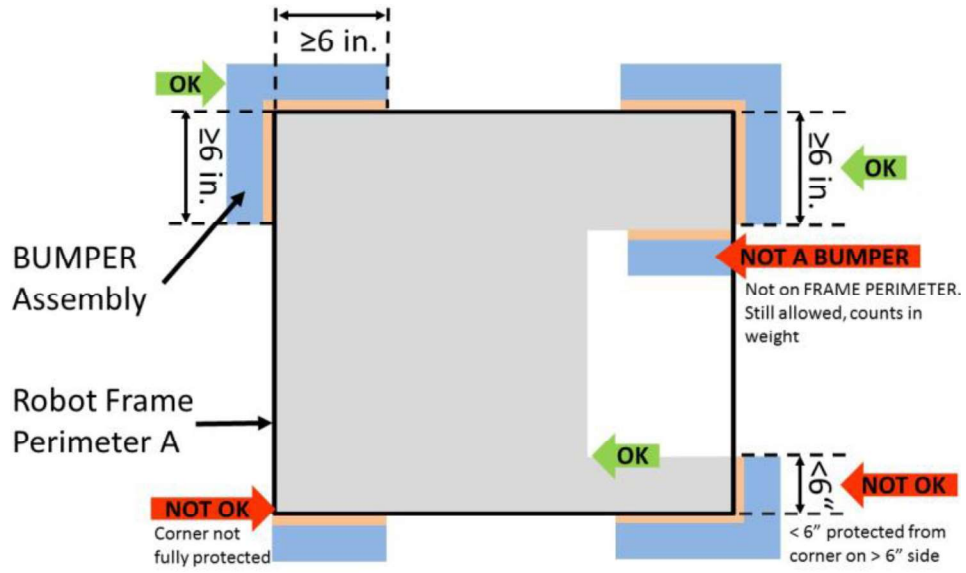 ≥6 in.
OK
≥6 in.
≥6 in.
OK
BUMPER
Assembly
NOT A BUMPER
Not on FRAME PERIMETER.
Still allowed, counts in
weight
Robot Frame
Perimeter A
OK
<6”
NOT OK
NOT OK
Corner not
fully protected
< 6” protected from
corner on > 6” side